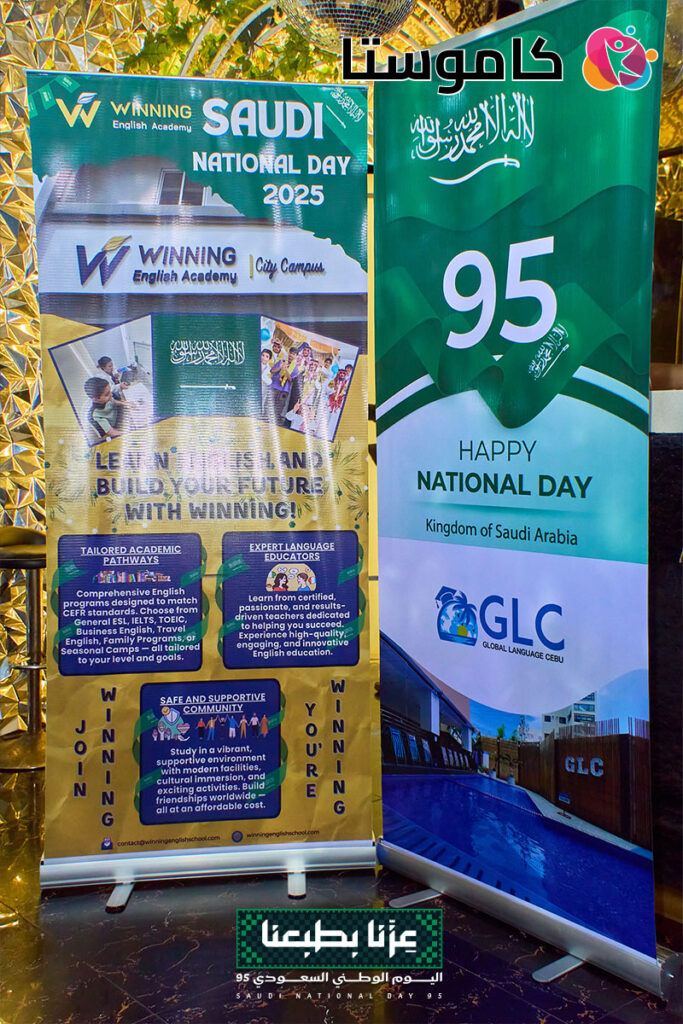 كاموستا
WINNING
English Academy
SAUDI
NATIONAL DAY
2025
WINNING
English Academy
City Campus
لا إله إلا الله محمد رسول الله
LEARN ENGLISH AND
BUILD YOUR FUTURE
WITH WINNING!
TAILORED ACADEMIC
PATHWAYS
Comprehensive English
programs designed to match
CEFR standards. Choose from
General ESL, IELTS, TOEIC,
Business English, Travel
English, Family Programs, or
Seasonal Camps — all tailored
to your level and goals.
EXPERT LANGUAGE
EDUCATORS
Learn from certified,
passionate, and results-
driven teachers dedicated
to helping you succeed.
Experience high-quality,
engaging, and innovative
English education.
SAFE AND SUPPORTIVE
COMMUNITY
Study in a vibrant,
supportive environment
with modern facilities,
cultural immersion, and
exciting activities. Build
friendships worldwide —
all at an affordable cost.
JOIN
WINNING
YOU'RE
WINNING
contact@winningenglishschool.com
winningenglishschool.com
لا إله إلا الله محمد رسول الله
95
HAPPY
NATIONAL DAY
Kingdom of Saudi Arabia
GLC
GLOBAL LANGUAGE CEBU
GLC
عزنا بطبعنا
اليوم الوطني السعودي 95
SAUDI NATIONAL DAY 95